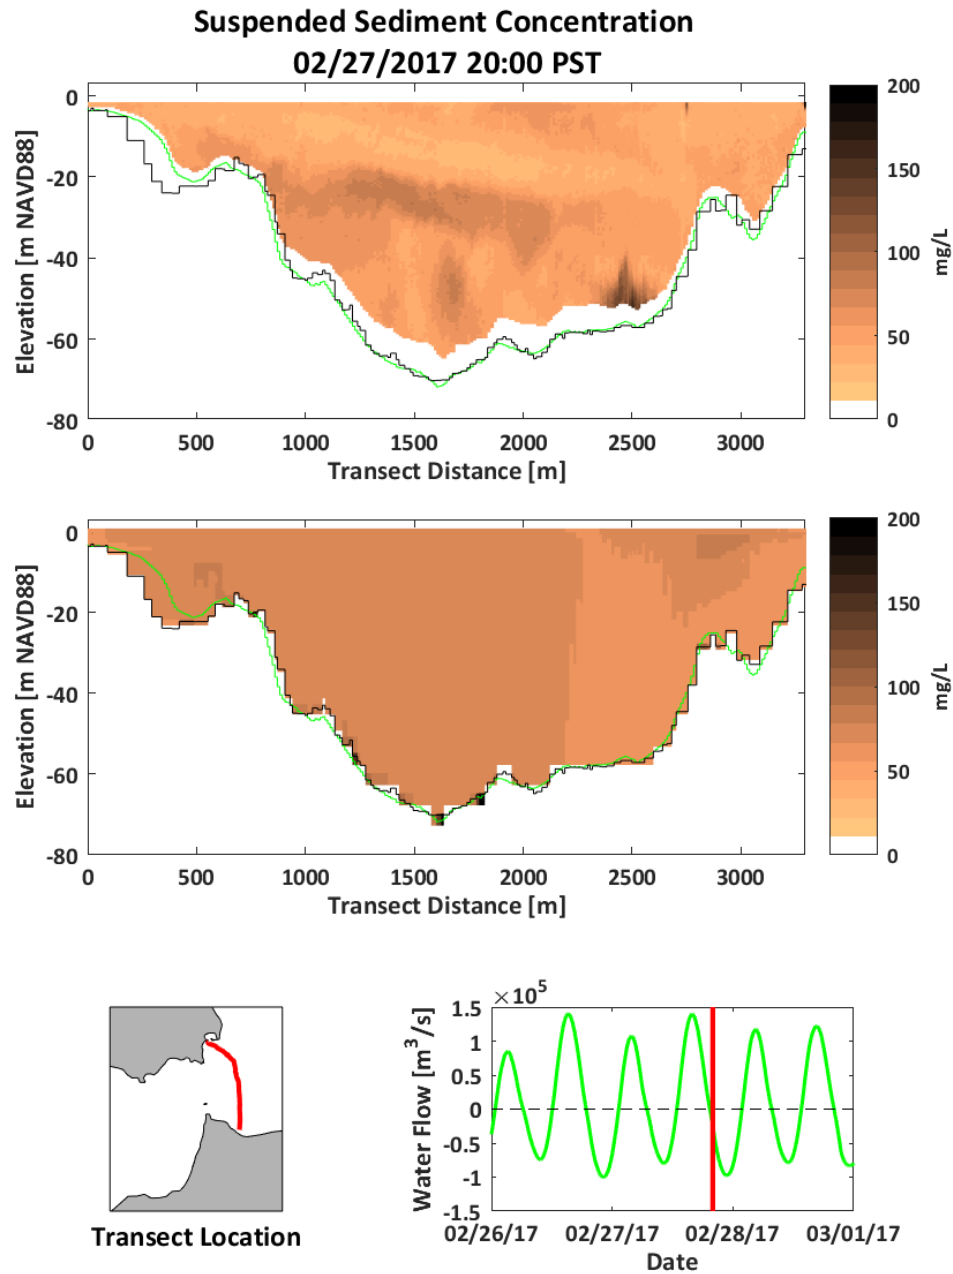 Suspended Sediment Concentration
02/27/2017 20:00 PST
0
-20
-40
-60
-80
Elevation [m NAVD88]
0 500 1000 1500 2000 2500 3000
Transect Distance [m]
200
150
100
50
0
mg/L
0
-20
-40
-60
-80
Elevation [m NAVD88]
0 500 1000 1500 2000 2500 3000
Transect Distance [m]
200
150
100
50
0
mg/L
Transect Location
×10⁵
1.5
1
0.5
0
-0.5
-1
-1.5
Water Flow [m³/s]
02/26/17 02/27/17 02/28/17 03/01/17
Date